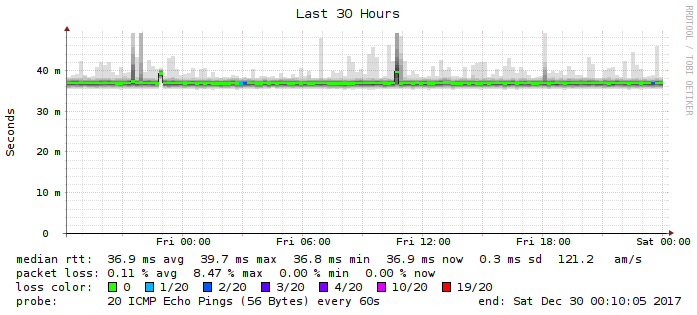 Last 30 Hours
RRDTOOL / TOBI OETIKER
Seconds
40 m
30 m
20 m
10 m
0
Fri 00:00 Fri 06:00 Fri 12:00 Fri 18:00 Sat 00:00
median rtt: 36.9 ms avg 39.7 ms max 36.8 ms min 36.9 ms now 0.3 ms sd 121.2 am/s
packet loss: 0.11 % avg 8.47 % max 0.00 % min 0.00 % now
loss color: 0 1/20 2/20 3/20 4/20 10/20 19/20
probe: 20 ICMP Echo Pings (56 Bytes) every 60s end: Sat Dec 30 00:10:05 2017